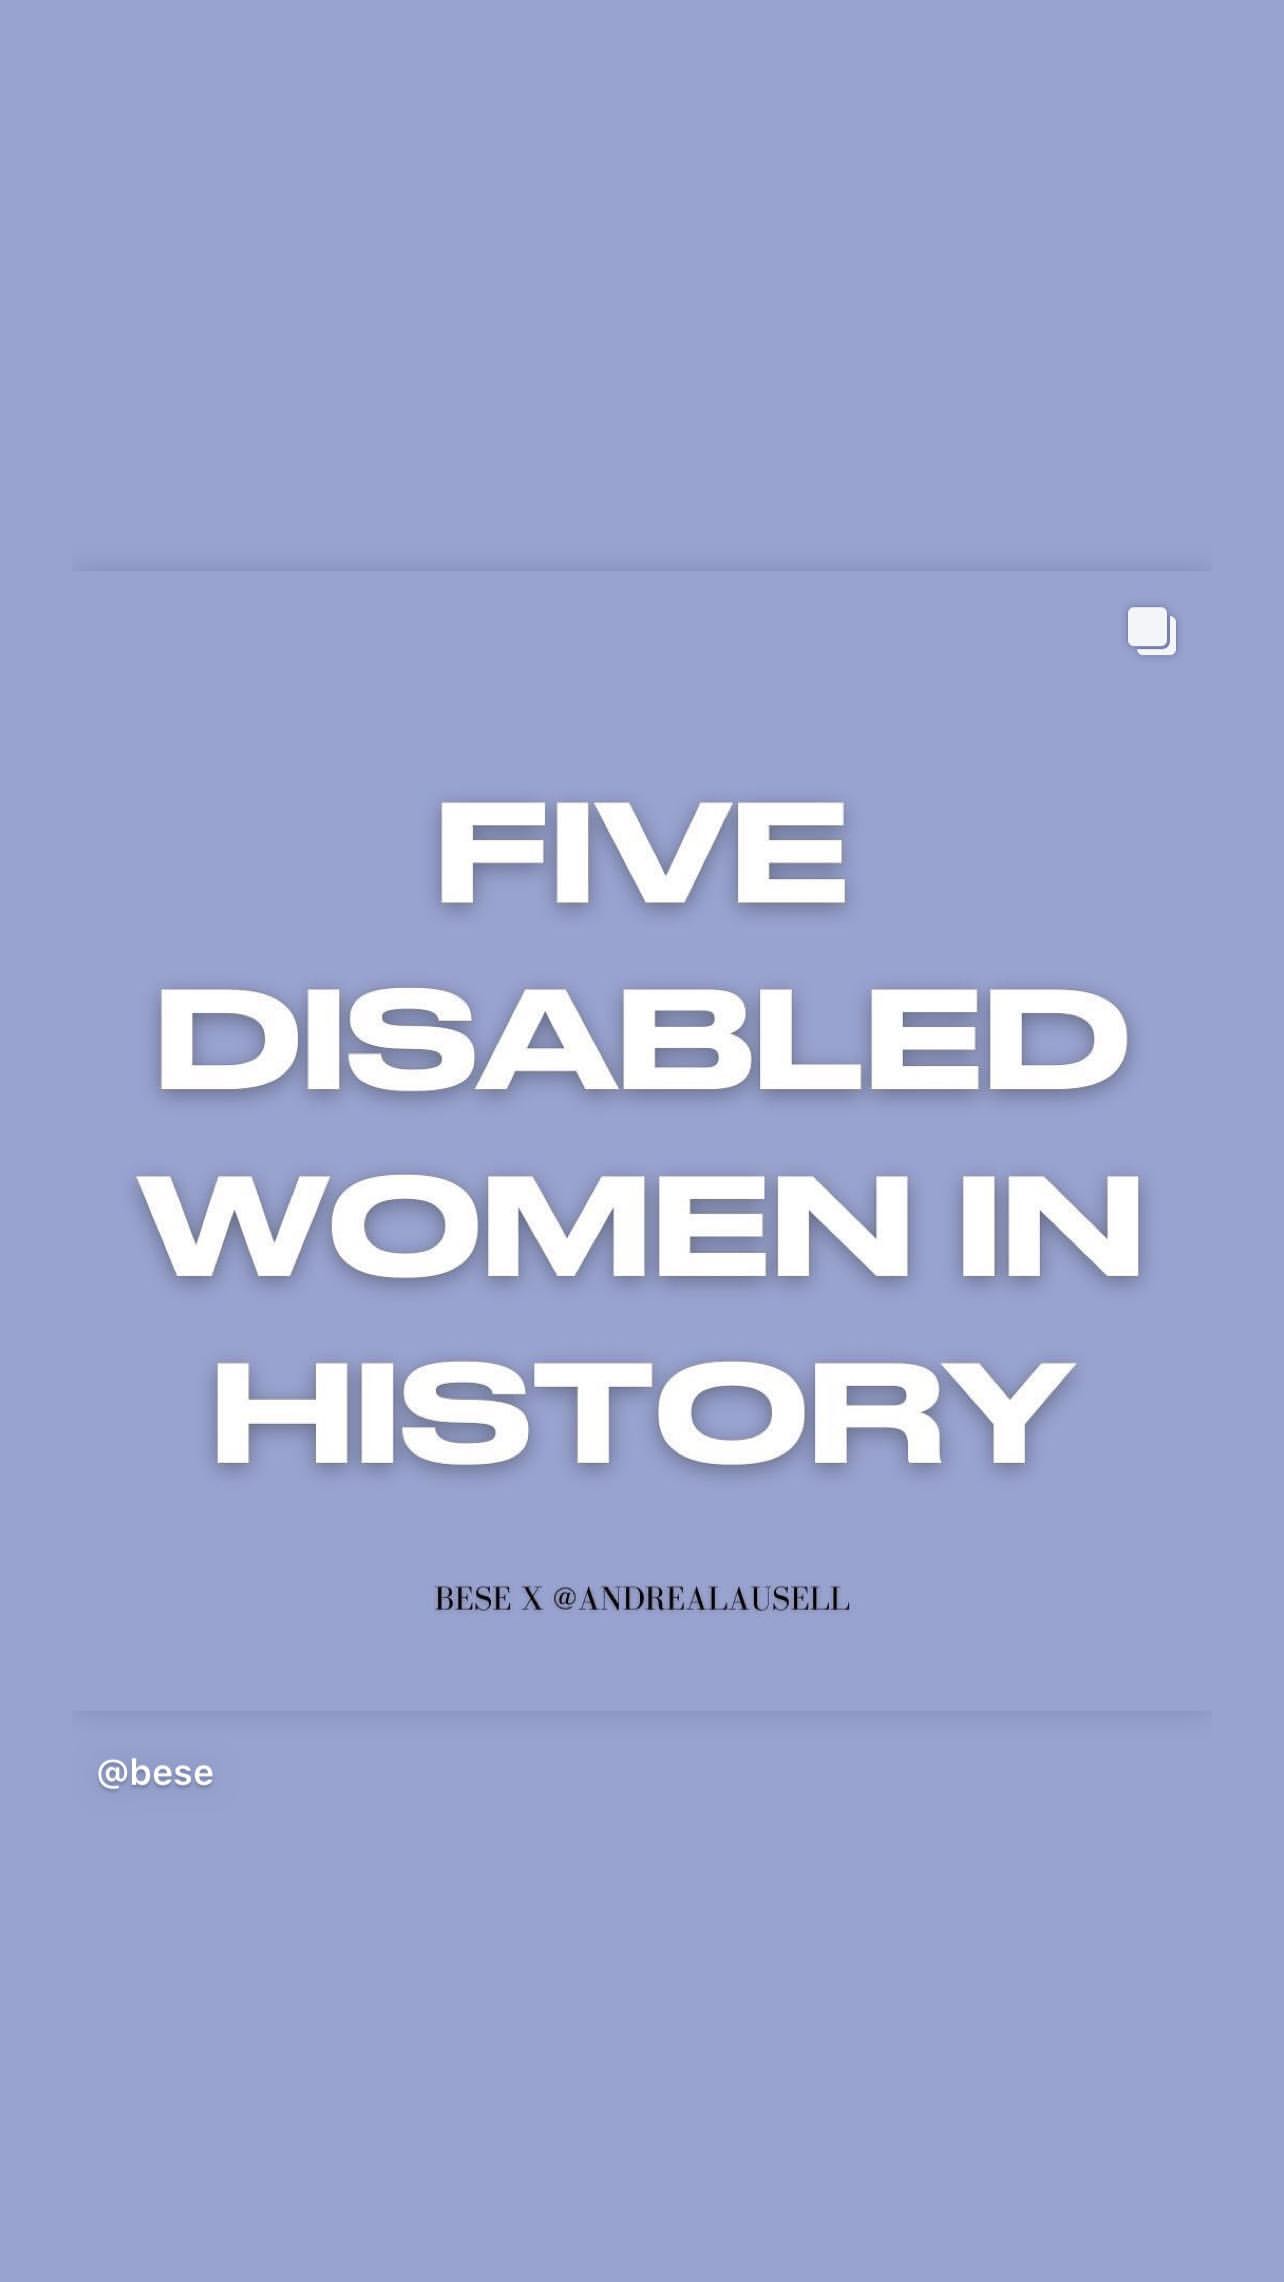 FIVE
DISABLED
WOMEN IN
HISTORY
BESE X @ANDREALAUSELL
@bese